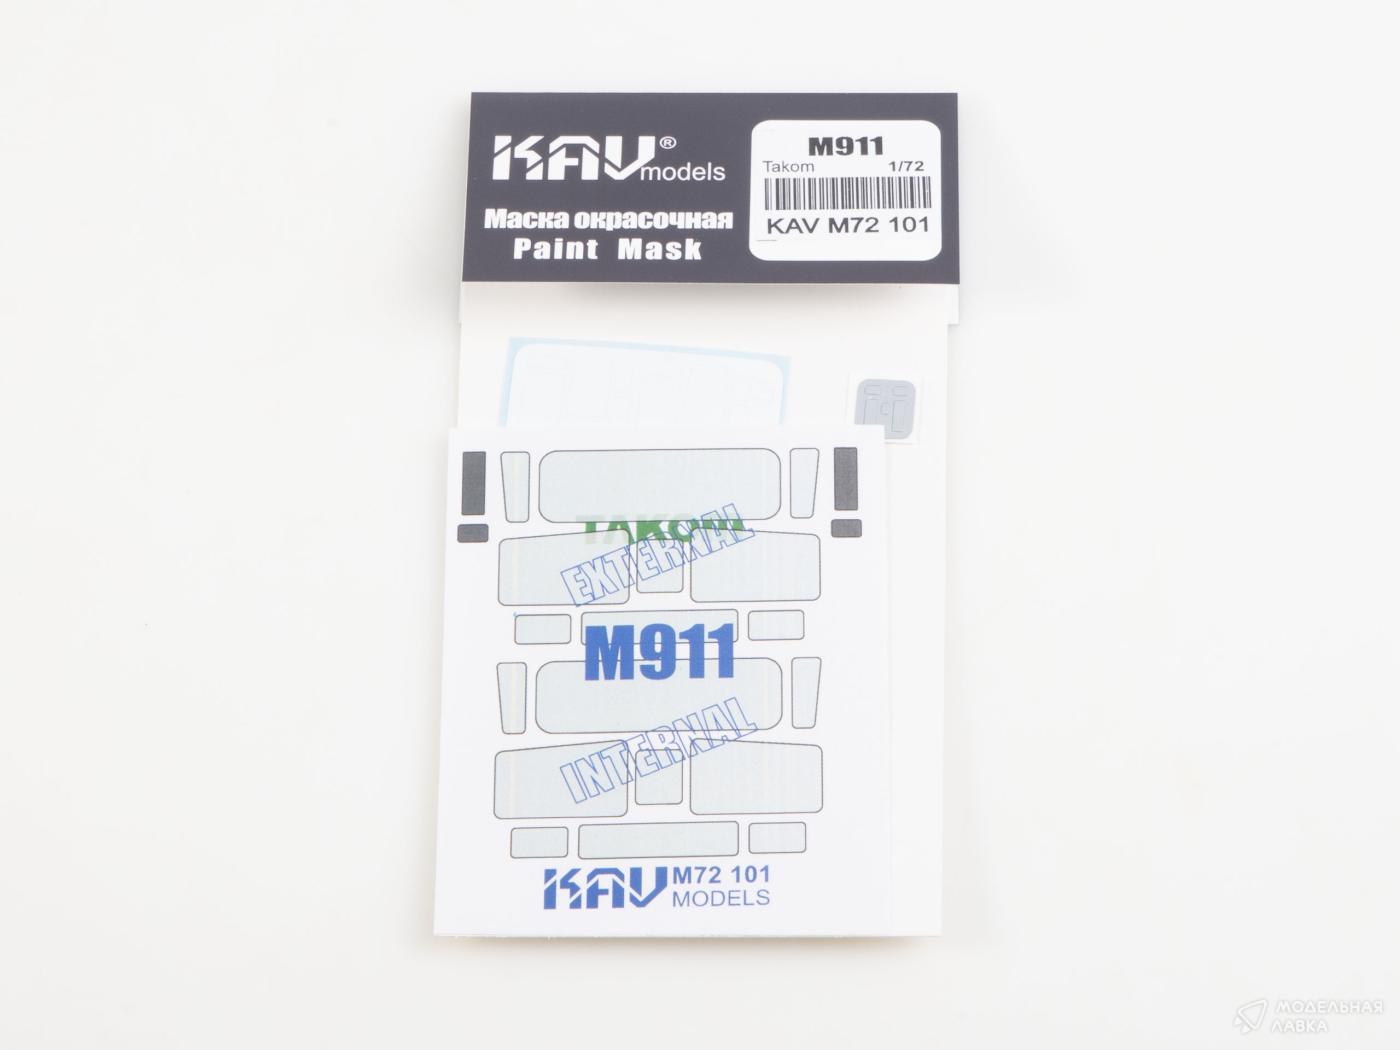 KAV® models
Маска окрасочная
Paint Mask
M911
Takom 1/72
KAV M72 101
TAKOM
EXTERNAL
M911
INTERNAL
KAV M72 101
MODELS
МОДЕЛЬНАЯ
ЛАВКА